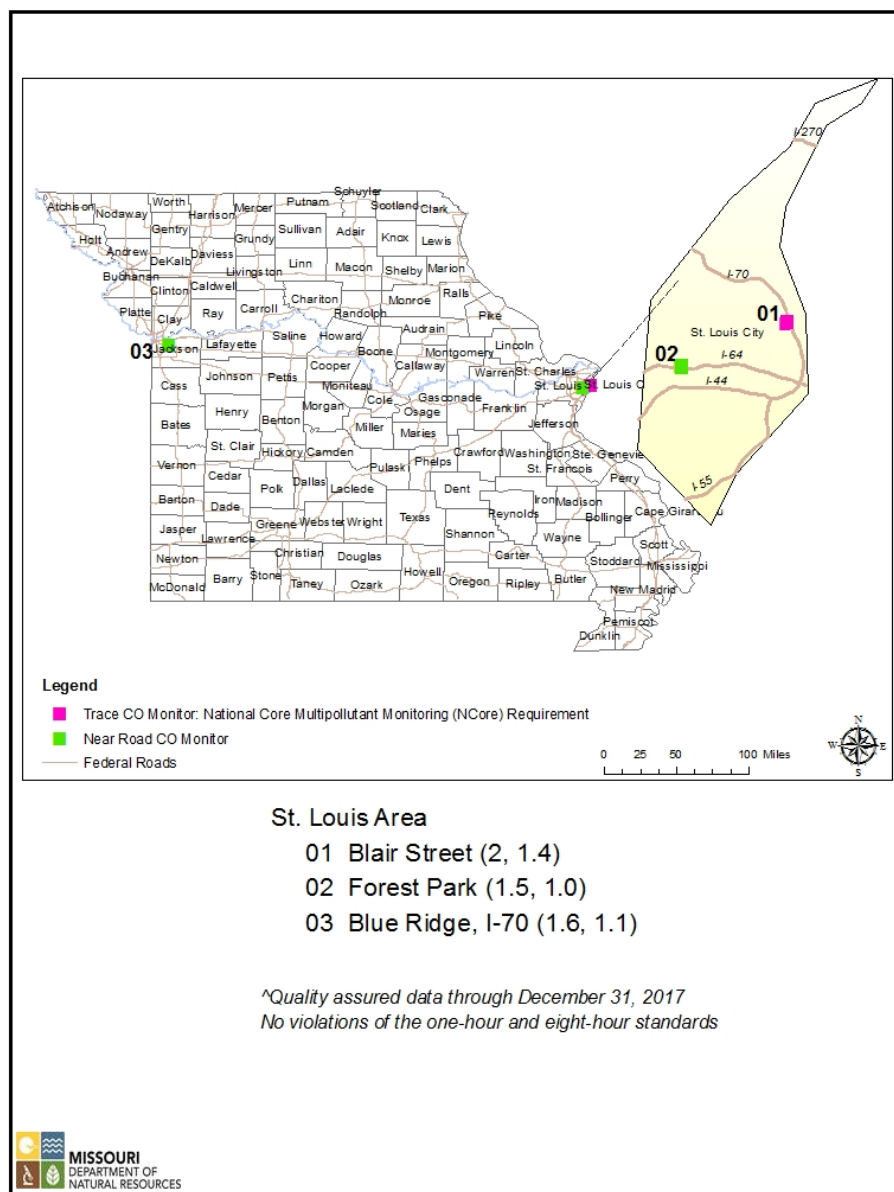 I-270
Schuyler
Atchison Nodaway Worth Harrison Mercer Putnam Scotland Clark
Gentry Sullivan Adair Knox Lewis
Holt Andrew DeKalb Daviess Grundy Linn Macon Shelby Marion
I-70
Buchanan Clinton Caldwell Livingston Chariton Monroe Ralls
Platte Clay Ray Carroll Randolph Pike
01
03 Jackson Lafayette Saline Howard Boone Audrain Lincoln
St. Louis City
02 I-64
Cass Johnson Pettis Cooper Moniteau Callaway Montgomery Warren St. Charles
St. Louis St. Louis C
I-44
Bates Henry Benton Morgan Cole Osage Gasconade Franklin Jefferson
Miller Maries
Vernon St. Clair Hickory Camden Pulaski Phelps Crawford Washington Ste. Genevie
St. Francois
Perry
I-55
Barton Cedar Polk Dallas Laclede Dent Iron Madison
Dade Reynolds Bollinger Cape Girard u
Jasper Lawrence Greene Webster Wright Texas Shannon Wayne Scott
Newton Christian Douglas Carter Stoddard Mississippi
McDonald Barry Stone Taney Ozark Howell Oregon Ripley Butler New Madrid
Pemiscot
Dunklin
Legend
Trace CO Monitor: National Core Multipollutant Monitoring (NCore) Requirement
Near Road CO Monitor
Federal Roads
0 25 50 100 Miles
N
W E
S
St. Louis Area
01 Blair Street (2, 1.4)
02 Forest Park (1.5, 1.0)
03 Blue Ridge, I-70 (1.6, 1.1)
^Quality assured data through December 31, 2017
No violations of the one-hour and eight-hour standards
MISSOURI
DEPARTMENT OF
NATURAL RESOURCES